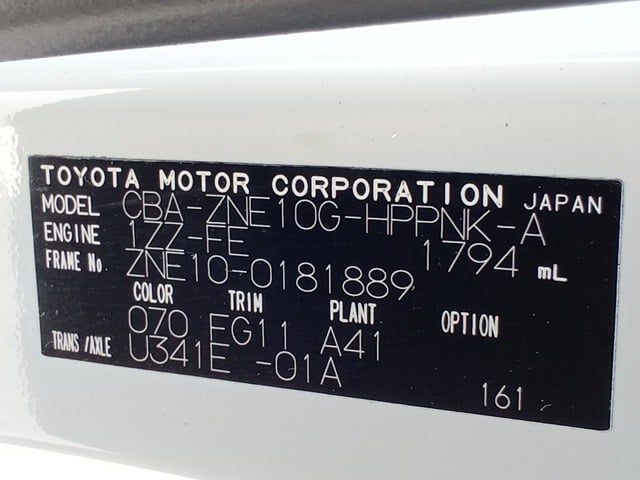 TOYOTA MOTOR CORPORATION JAPAN
MODEL CBA-ZNE10G-HPPNK-A
ENGINE 1ZZ-FE 1794 mL
FRAME No ZNE10-0181889
COLOR TRIM PLANT OPTION
070 FG11 A41
TRANS/AXLE U341E -01A
161